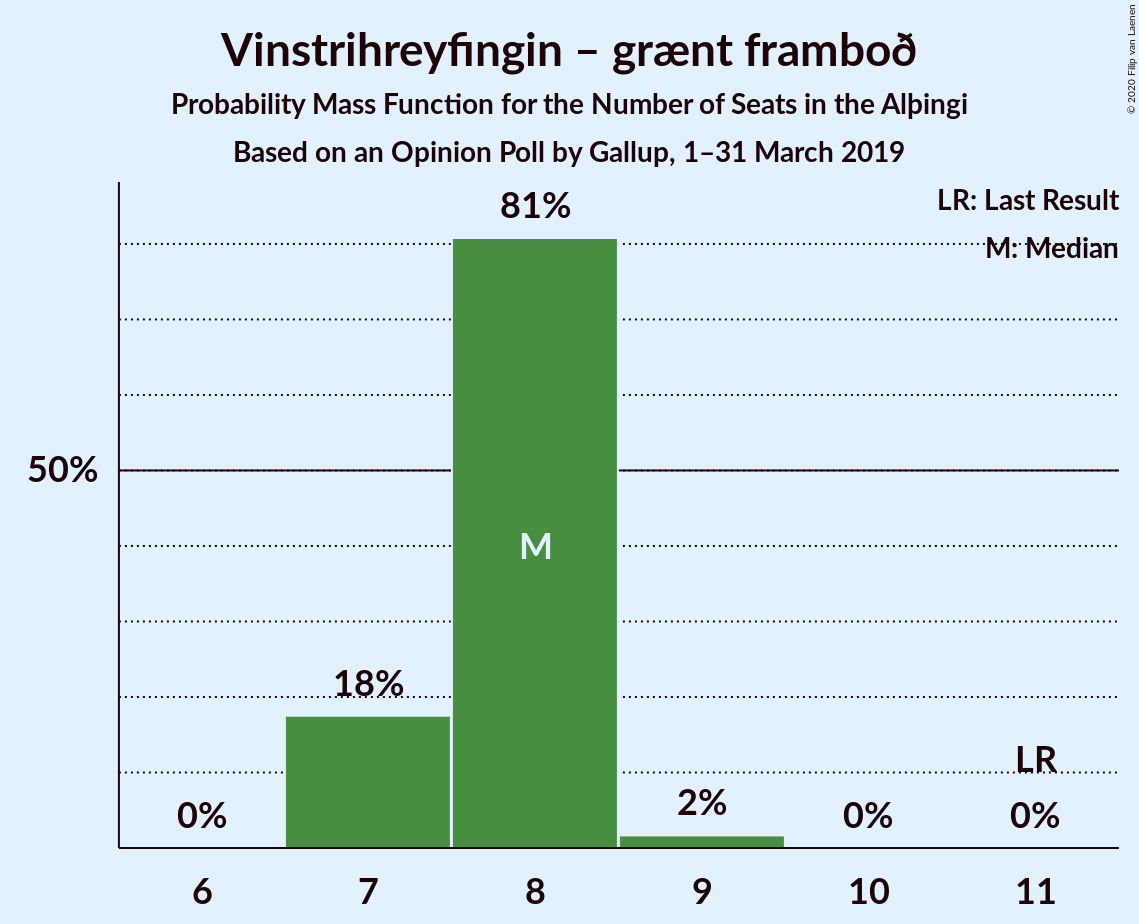 Vinstrihreyfingin – grænt framboð
Probability Mass Function for the Number of Seats in the Alþingi
Based on an Opinion Poll by Gallup, 1–31 March 2019
© 2020 Filip van Laenen
LR: Last Result
M: Median
81%
50%
M
18%
LR
0%
2%
0%
0%
6
7
8
9
10
11